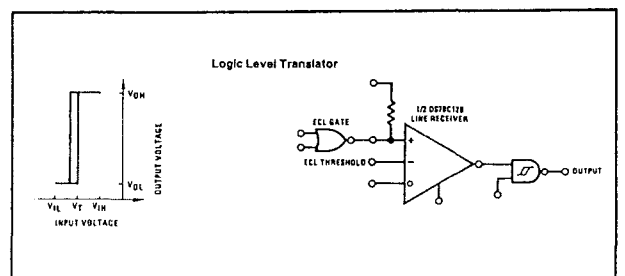 Logic Level Translator
VOH
VOL
OUTPUT VOLTAGE
VIL VT VIH
INPUT VOLTAGE
ECL GATE
ECL THRESHOLD
1/2 DS78C120
LINE RECEIVER
+
−
OUTPUT